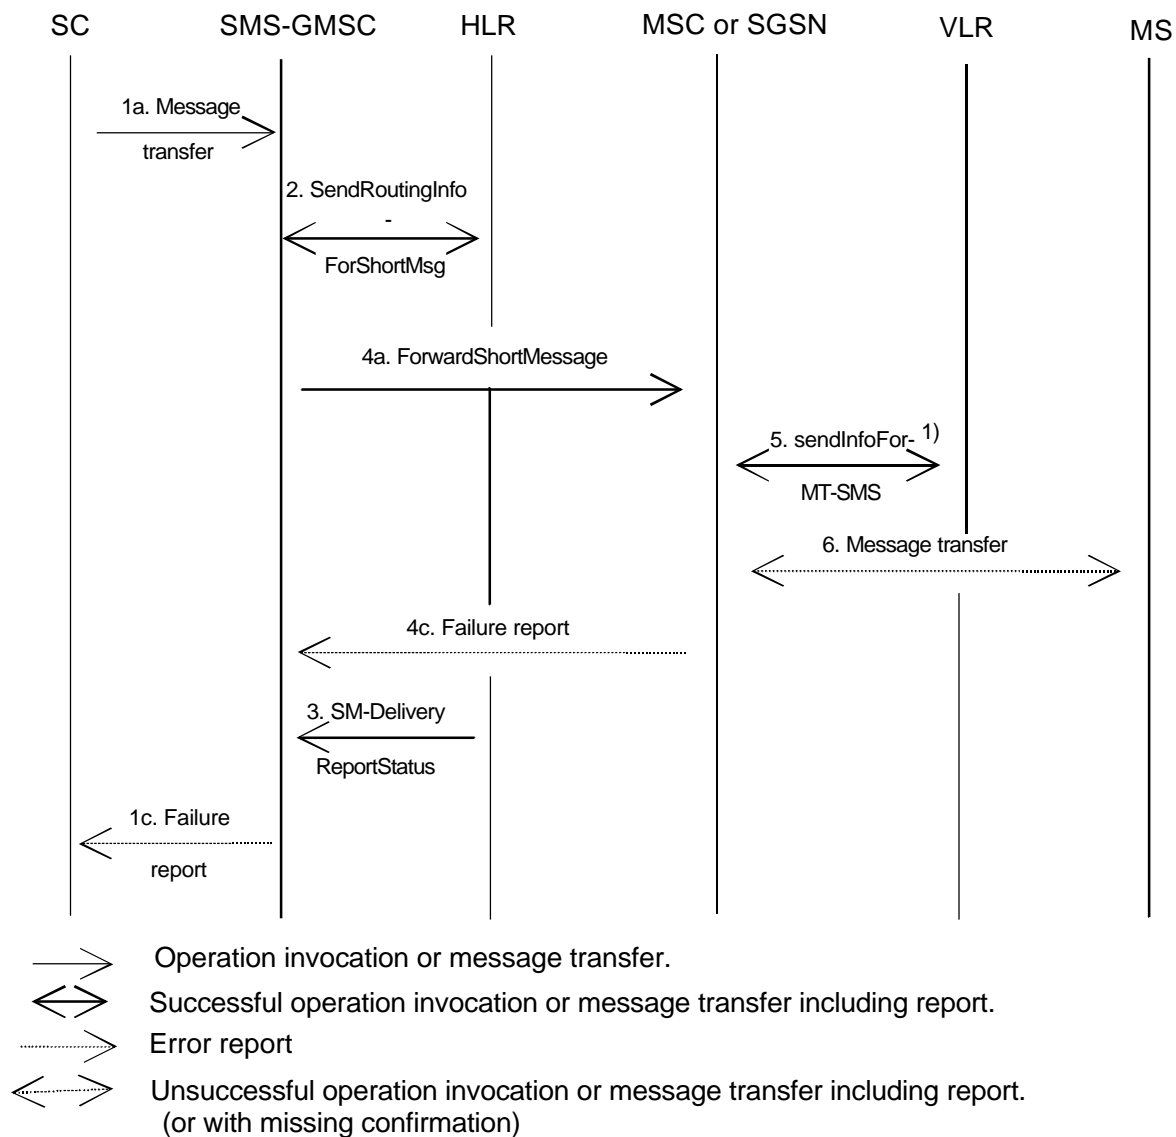 SC SMS-GMSC HLR MSC or SGSN VLR MS
1a. Message
transfer
2. SendRoutingInfo
-
ForShortMsg
4a. ForwardShortMessage
5. sendInfoFor- 1)
MT-SMS
6. Message transfer
4c. Failure report
3. SM-Delivery
ReportStatus
1c. Failure
report
Operation invocation or message transfer.
Successful operation invocation or message transfer including report.
Error report
Unsuccessful operation invocation or message transfer including report.
(or with missing confirmation)